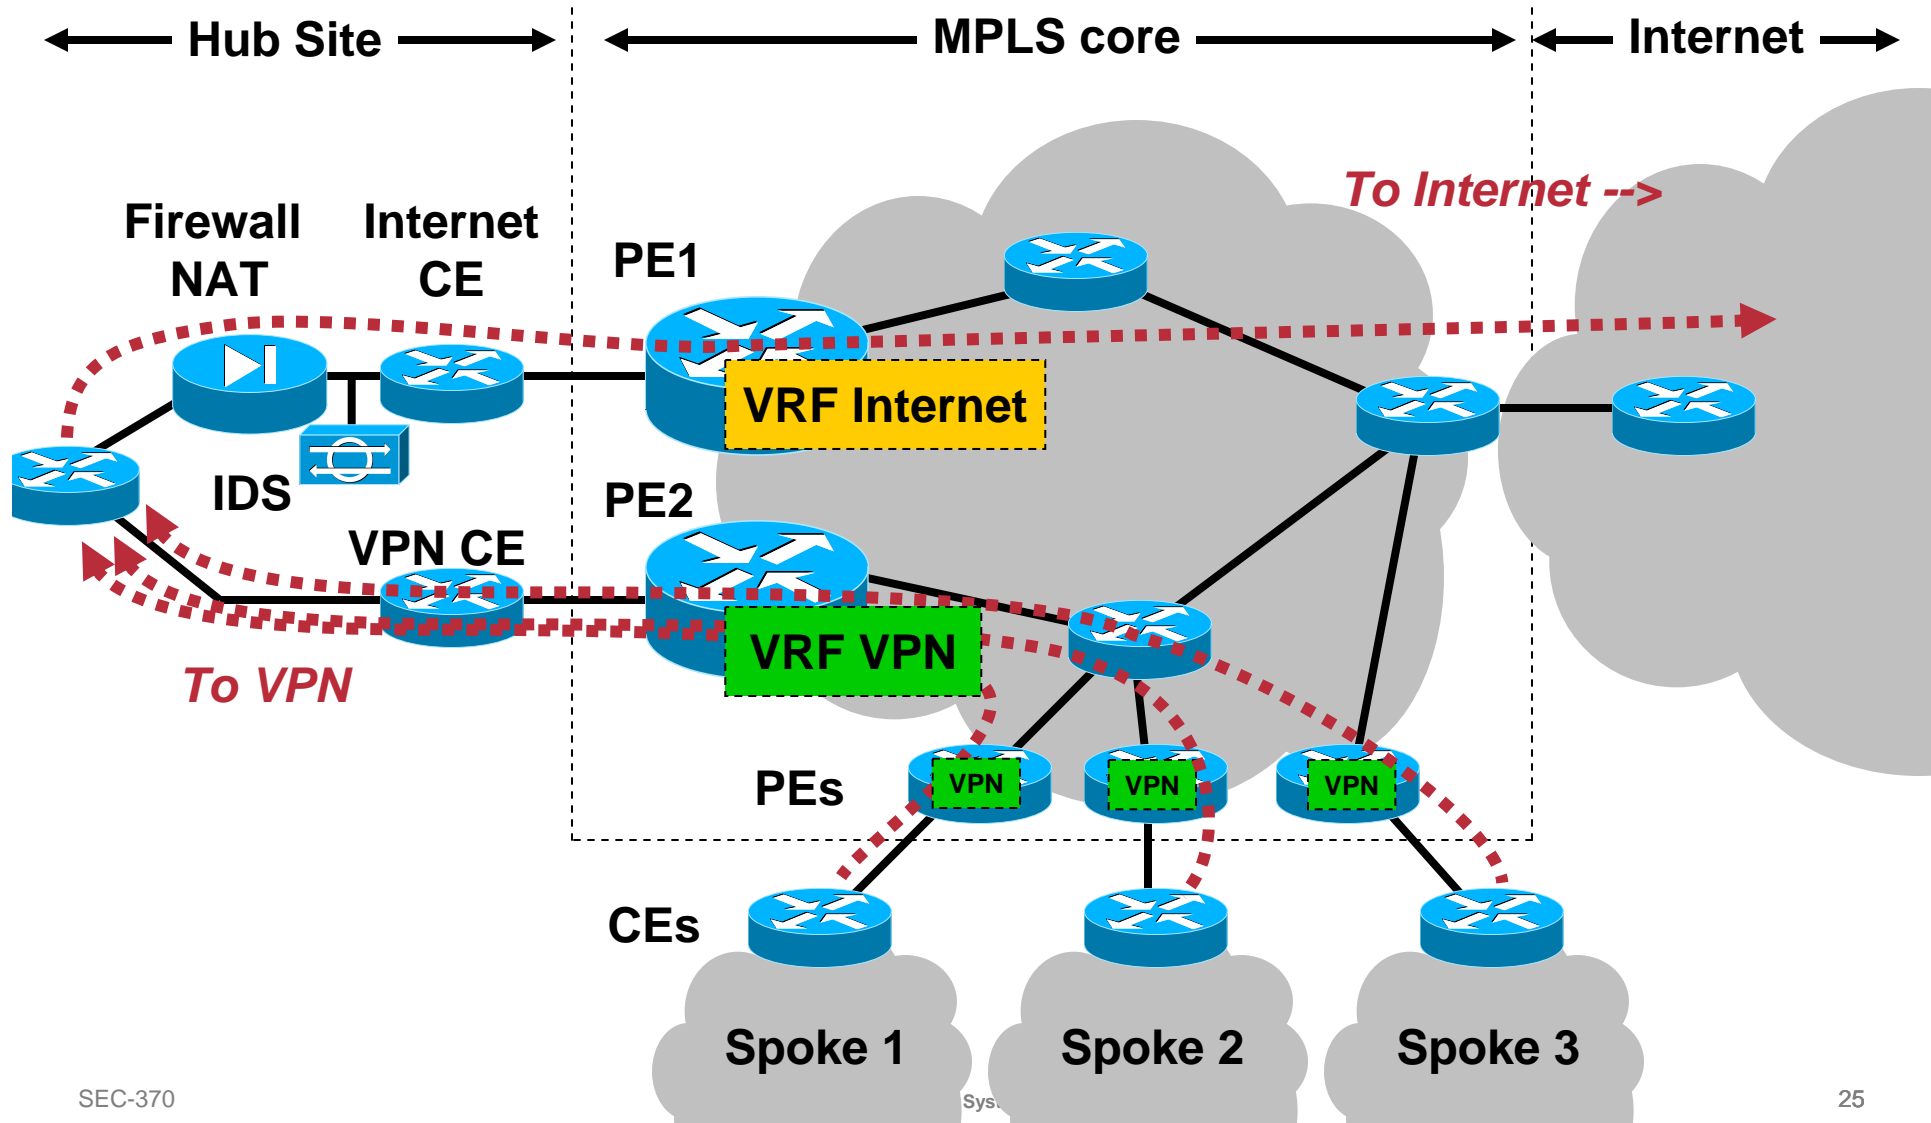 Hub Site
MPLS core
Internet
To Internet -->
Firewall
NAT
Internet
CE
PE1
VRF Internet
IDS
PE2
VPN CE
VRF VPN
To VPN
PEs
VPN
VPN
VPN
CEs
Spoke 1
Spoke 2
Spoke 3
SEC-370
25